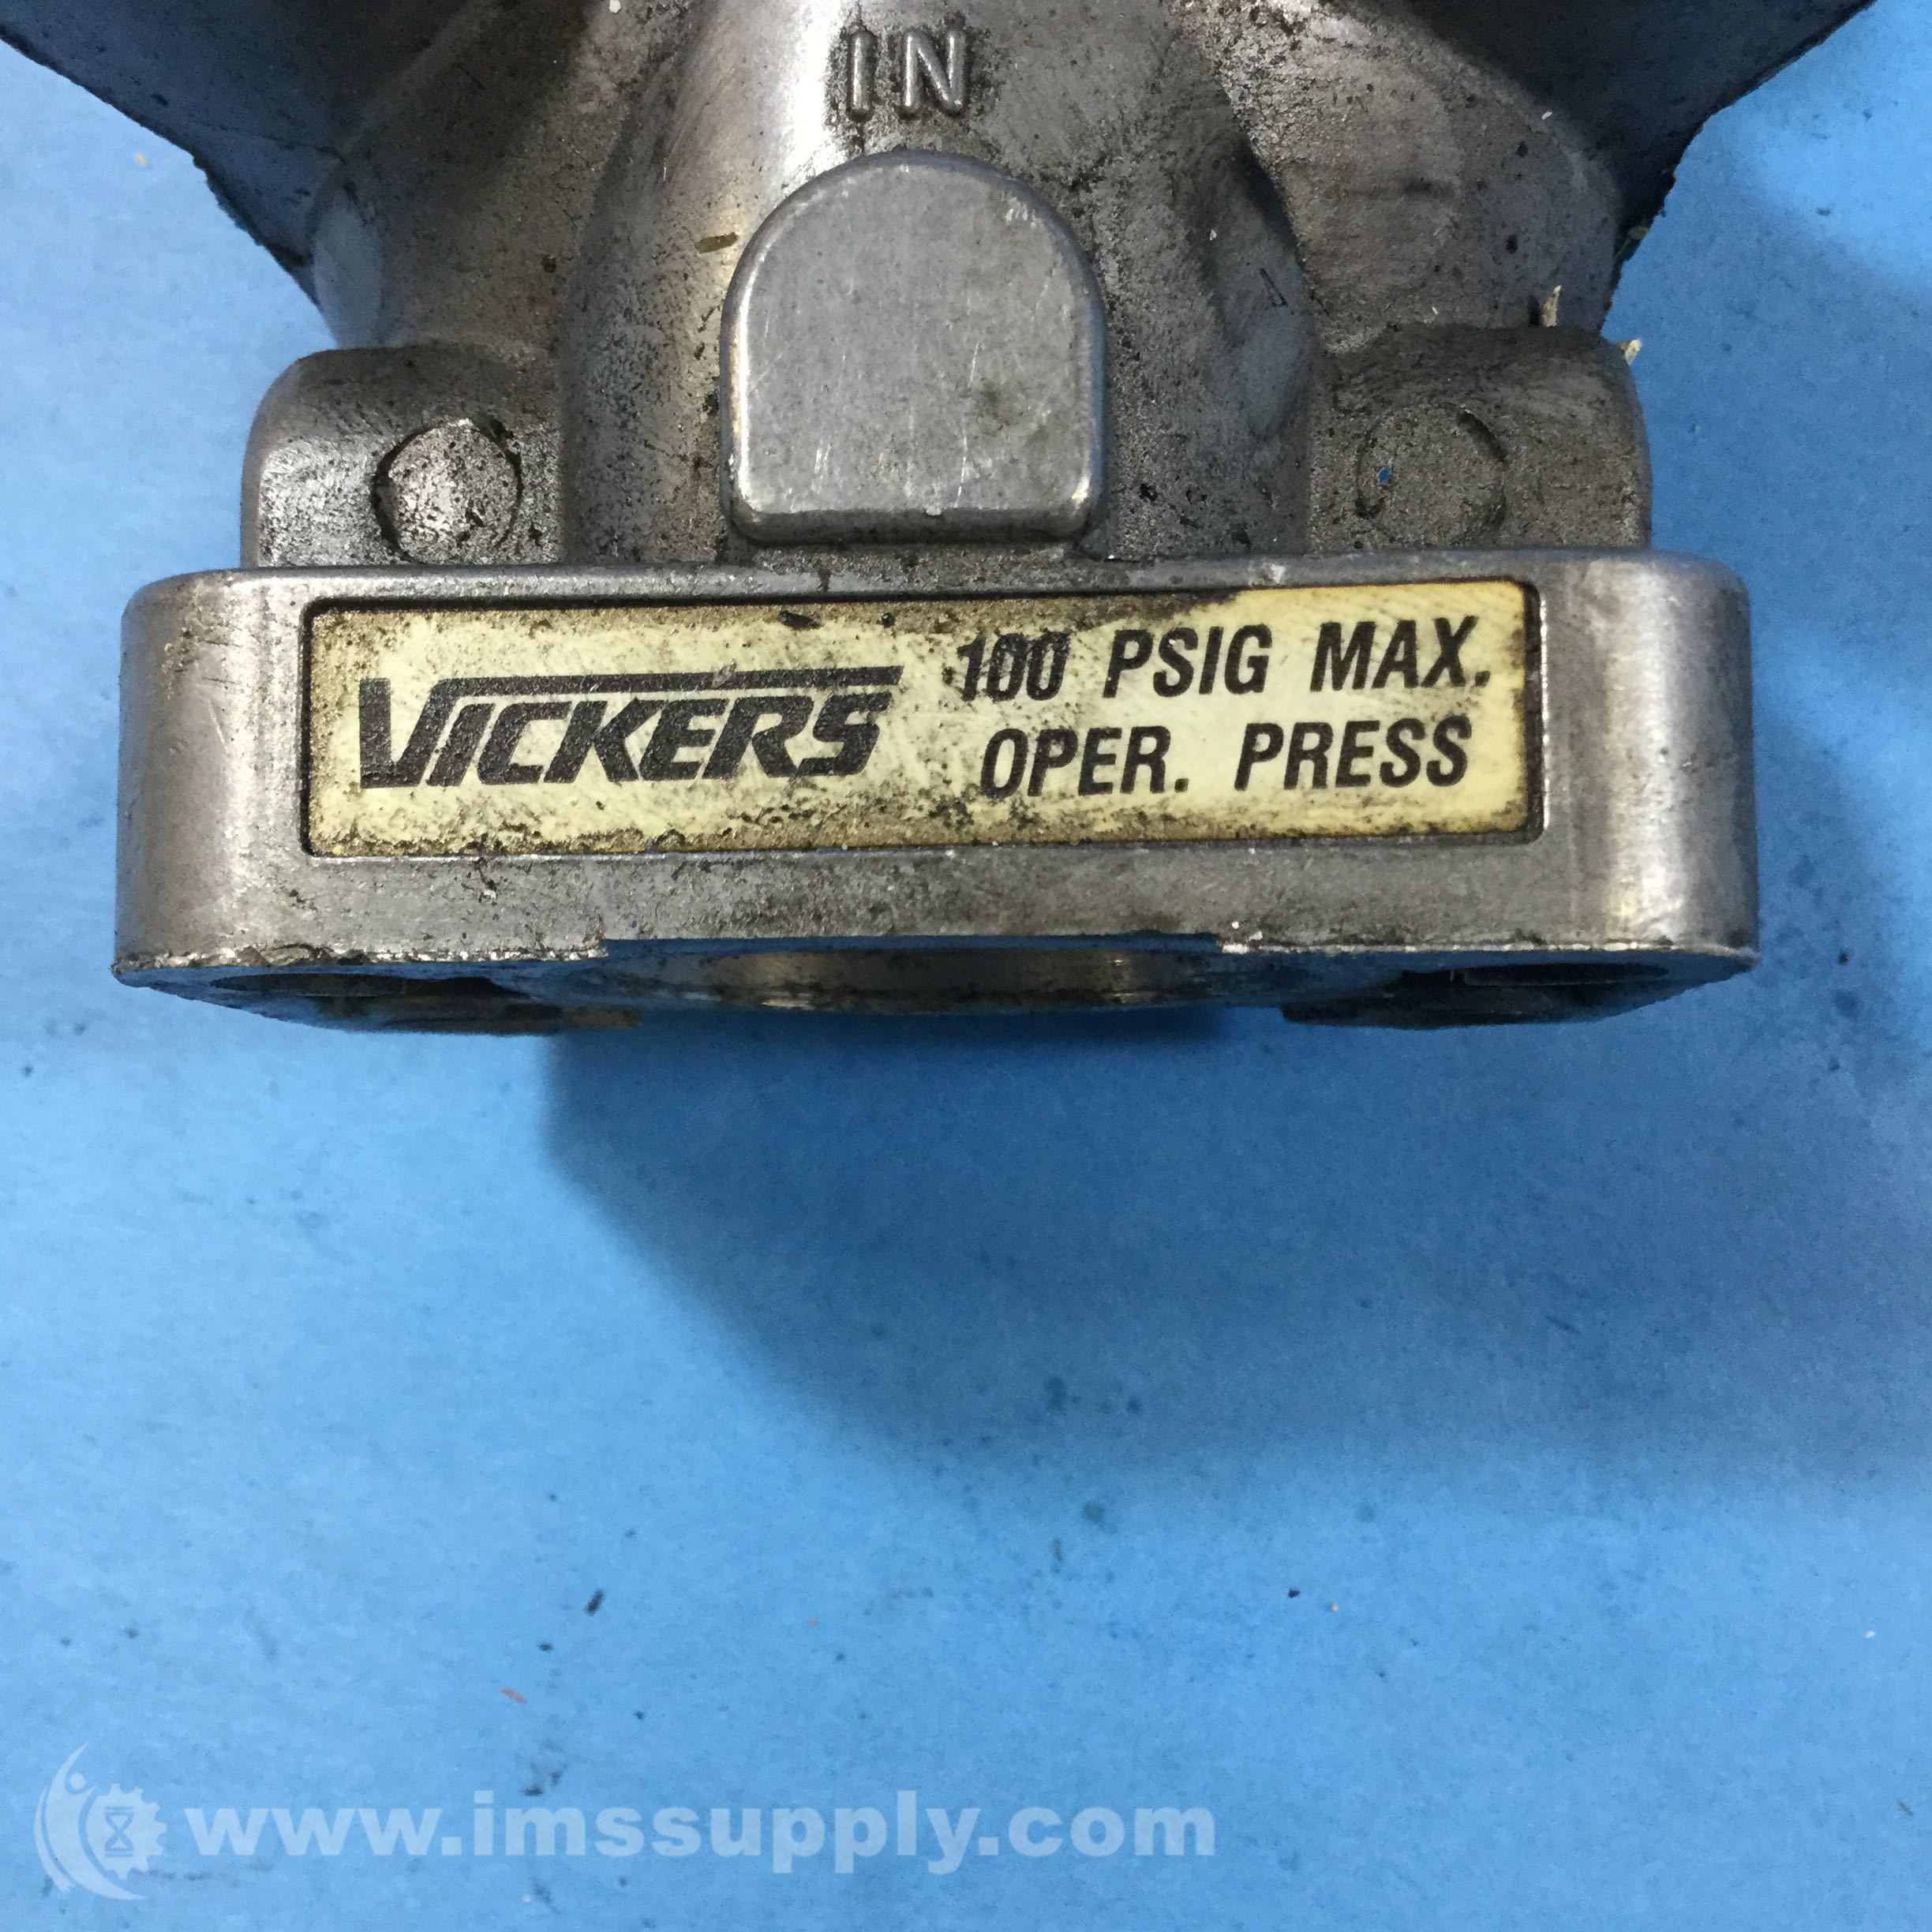 IN
VICKERS 100 PSIG MAX.
OPER. PRESS
www.imssupply.com